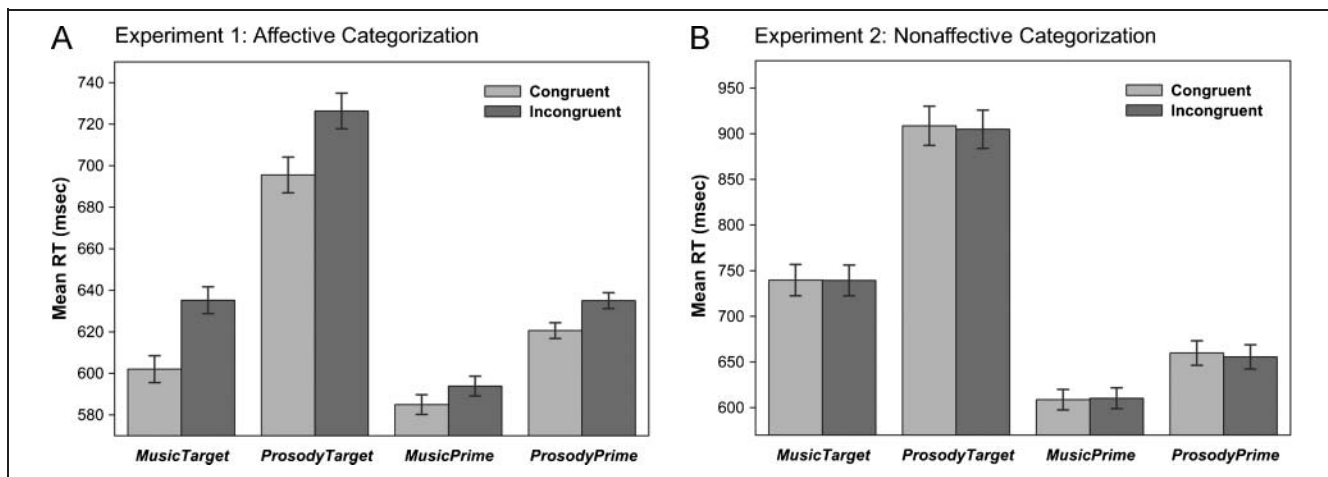 A Experiment 1: Affective Categorization
Mean RT (msec)
740
720
700
680
660
640
620
600
580
Congruent
Incongruent
MusicTarget ProsodyTarget MusicPrime ProsodyPrime
B Experiment 2: Nonaffective Categorization
Mean RT (msec)
950
900
850
800
750
700
650
600
Congruent
Incongruent
MusicTarget ProsodyTarget MusicPrime ProsodyPrime